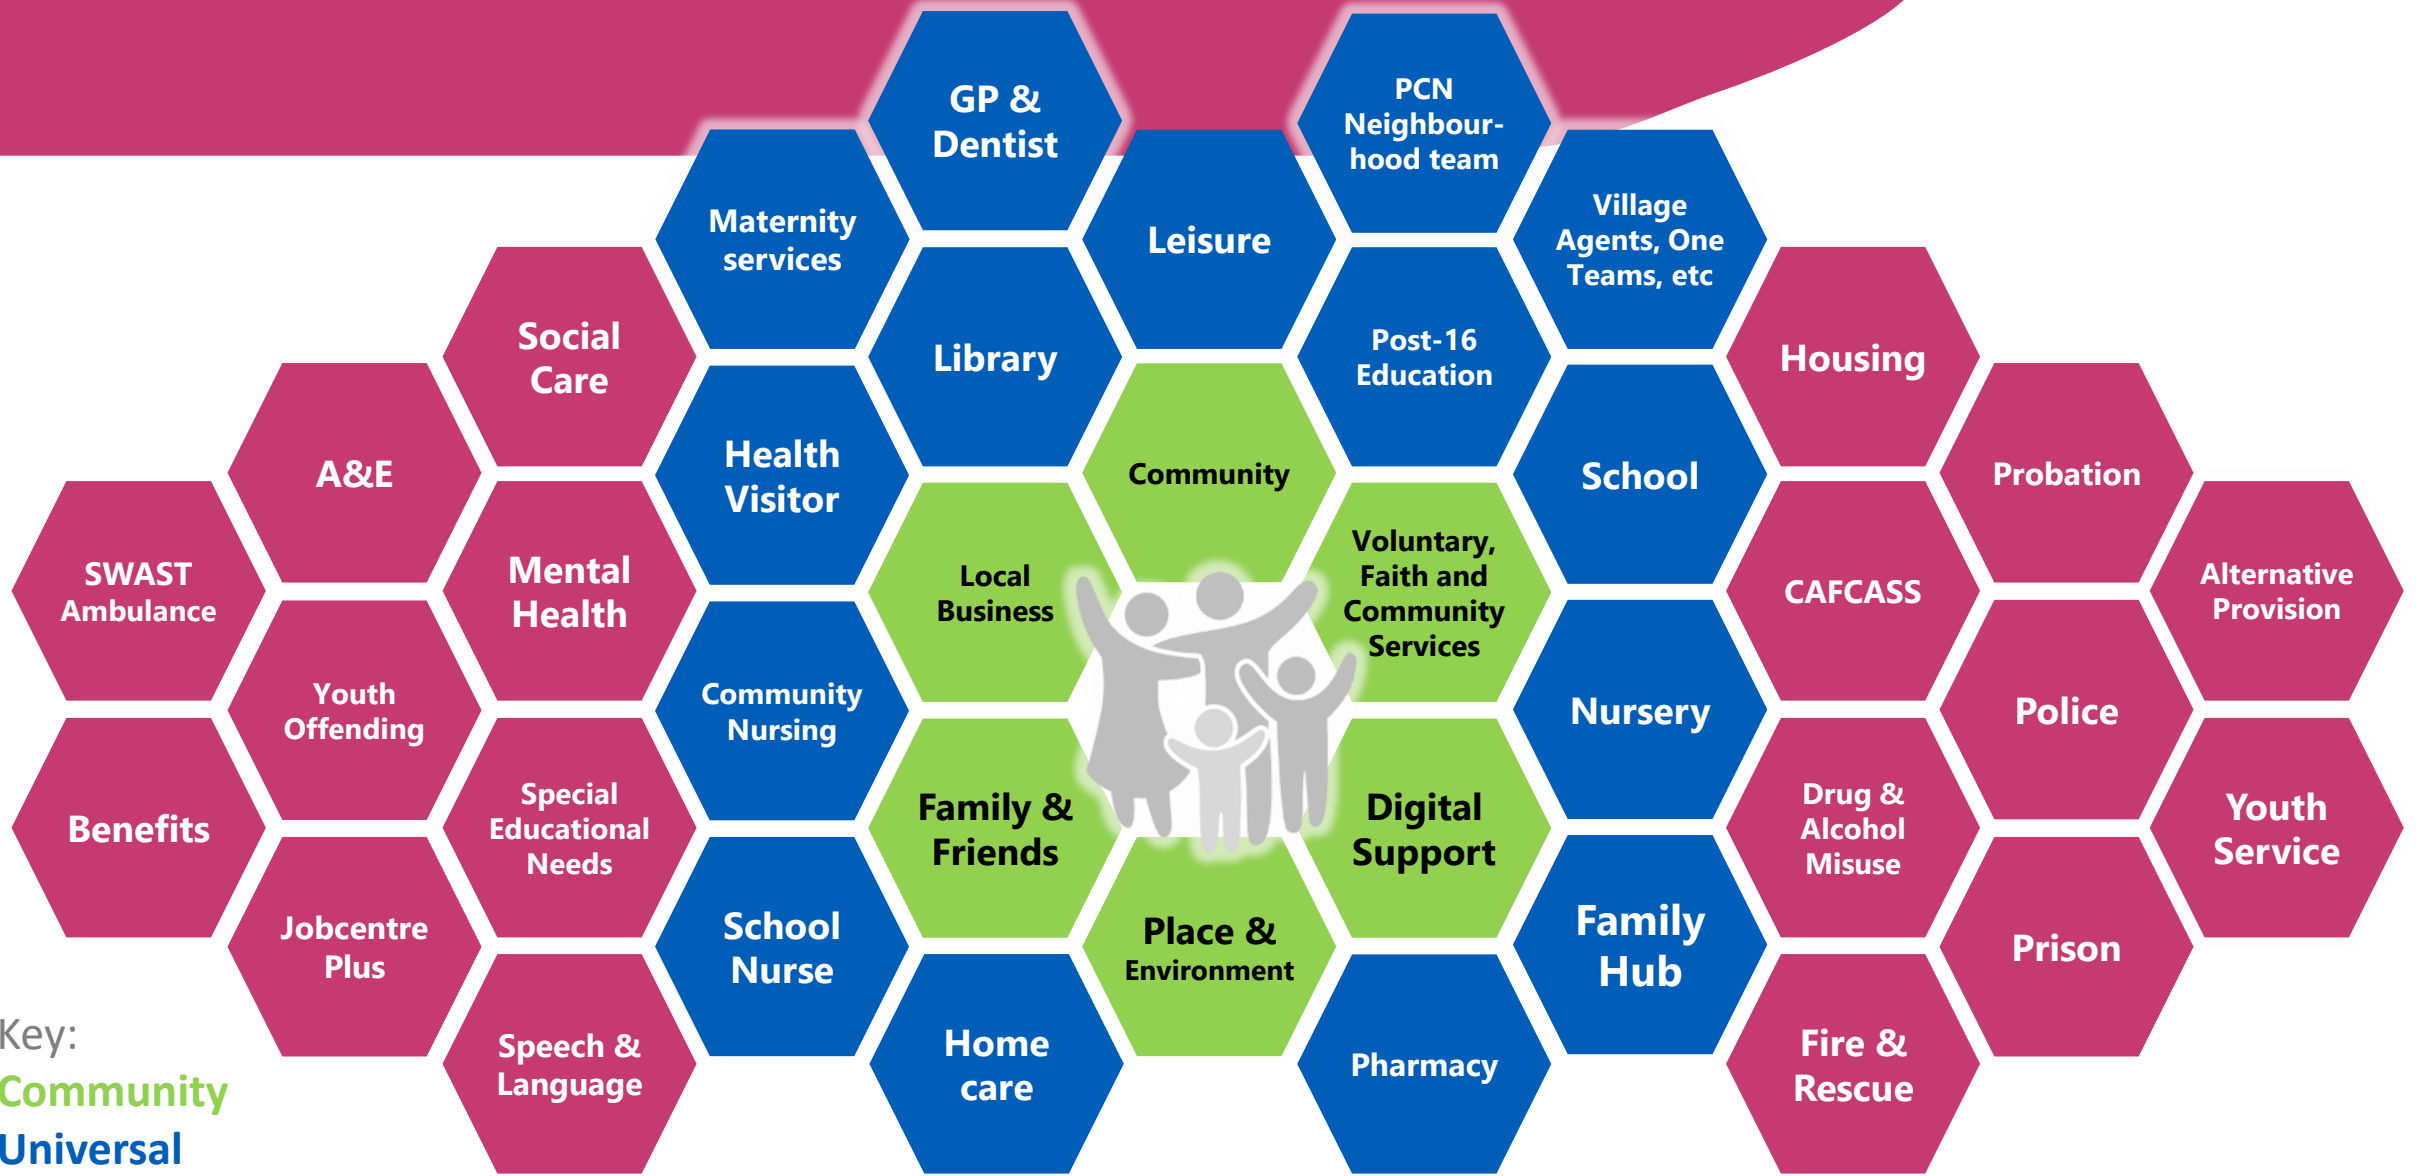 GP &
Dentist
PCN
Neighbour-
hood team
Maternity
services
Leisure
Village
Agents, One
Teams, etc
Social
Care
Library
Post-16
Education
Housing
A&E
Health
Visitor
Community
School
Probation
SWAST
Ambulance
Mental
Health
Local
Business
Voluntary,
Faith and
Community
Services
CAFCASS
Alternative
Provision
Youth
Offending
Community
Nursing
Nursery
Police
Benefits
Special
Educational
Needs
Family &
Friends
Digital
Support
Drug &
Alcohol
Misuse
Youth
Service
Jobcentre
Plus
School
Nurse
Place &
Environment
Family
Hub
Prison
Speech &
Language
Home
care
Pharmacy
Fire &
Rescue
Key:
Community
Universal